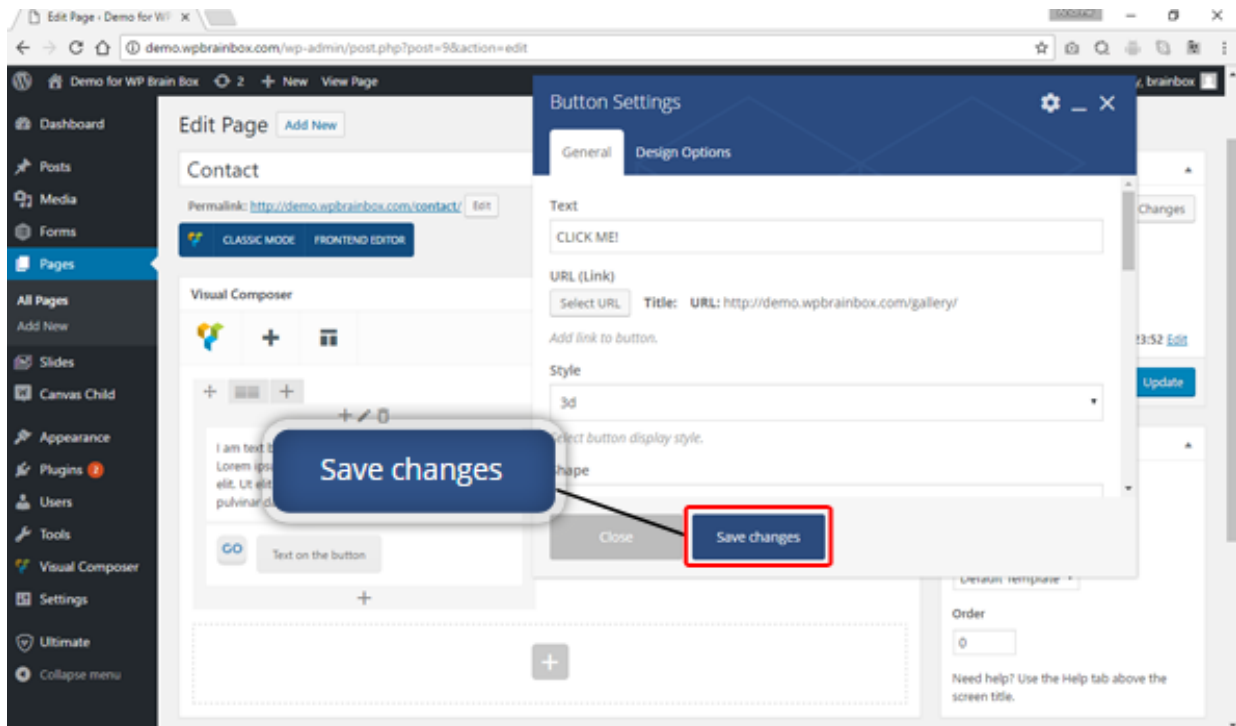 Edit Page ‹ Demo for WP
demo.wpbrainbox.com/wp-admin/post.php?post=9&action=edit
Demo for WP Brain Box 2 New View Page
, brainbox
Dashboard
Posts
Media
Forms
Pages
All Pages
Add New
Slides
Canvas Child
Appearance
Plugins 2
Users
Tools
Visual Composer
Settings
Ultimate
Collapse menu
Edit Page Add New
Contact
Permalink: http://demo.wpbrainbox.com/contact/ Edit
CLASSIC MODE FRONTEND EDITOR
Visual Composer
I am text
Lorem
elit. Ut
pulvinar
Text on the button
Save changes
Button Settings
General Design Options
Text
CLICK ME!
URL (Link)
Select URL Title: URL: http://demo.wpbrainbox.com/gallery/
Add link to button.
Style
3d
Select button display style.
Shape
Close Save changes
Changes
23:52 Edit
Update
Default Template
Order
0
Need help? Use the Help tab above the
screen title.